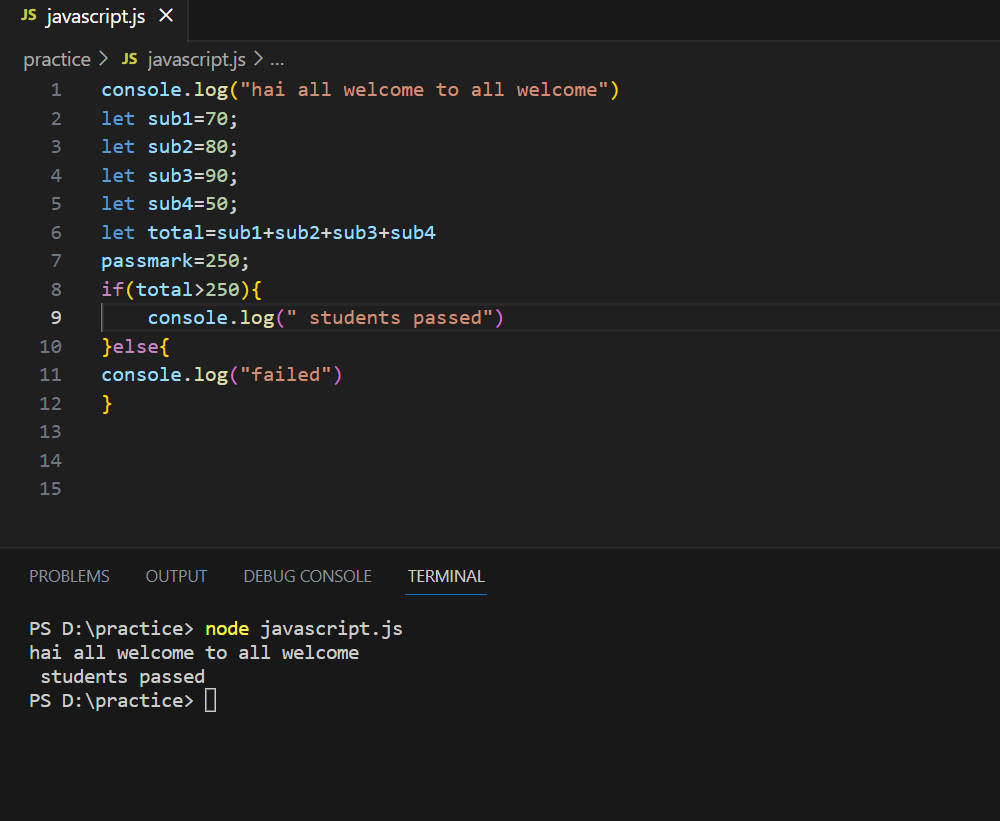 JS javascript.js ×
practice > JS javascript.js > ...
1 console.log("hai all welcome to all welcome")
2 let sub1=70;
3 let sub2=80;
4 let sub3=90;
5 let sub4=50;
6 let total=sub1+sub2+sub3+sub4
7 passmark=250;
8 if(total>250){
9     console.log(" students passed")
10 }else{
11 console.log("failed")
12 }
13
14
15
PROBLEMS OUTPUT DEBUG CONSOLE TERMINAL
PS D:\practice> node javascript.js
hai all welcome to all welcome
 students passed
PS D:\practice>